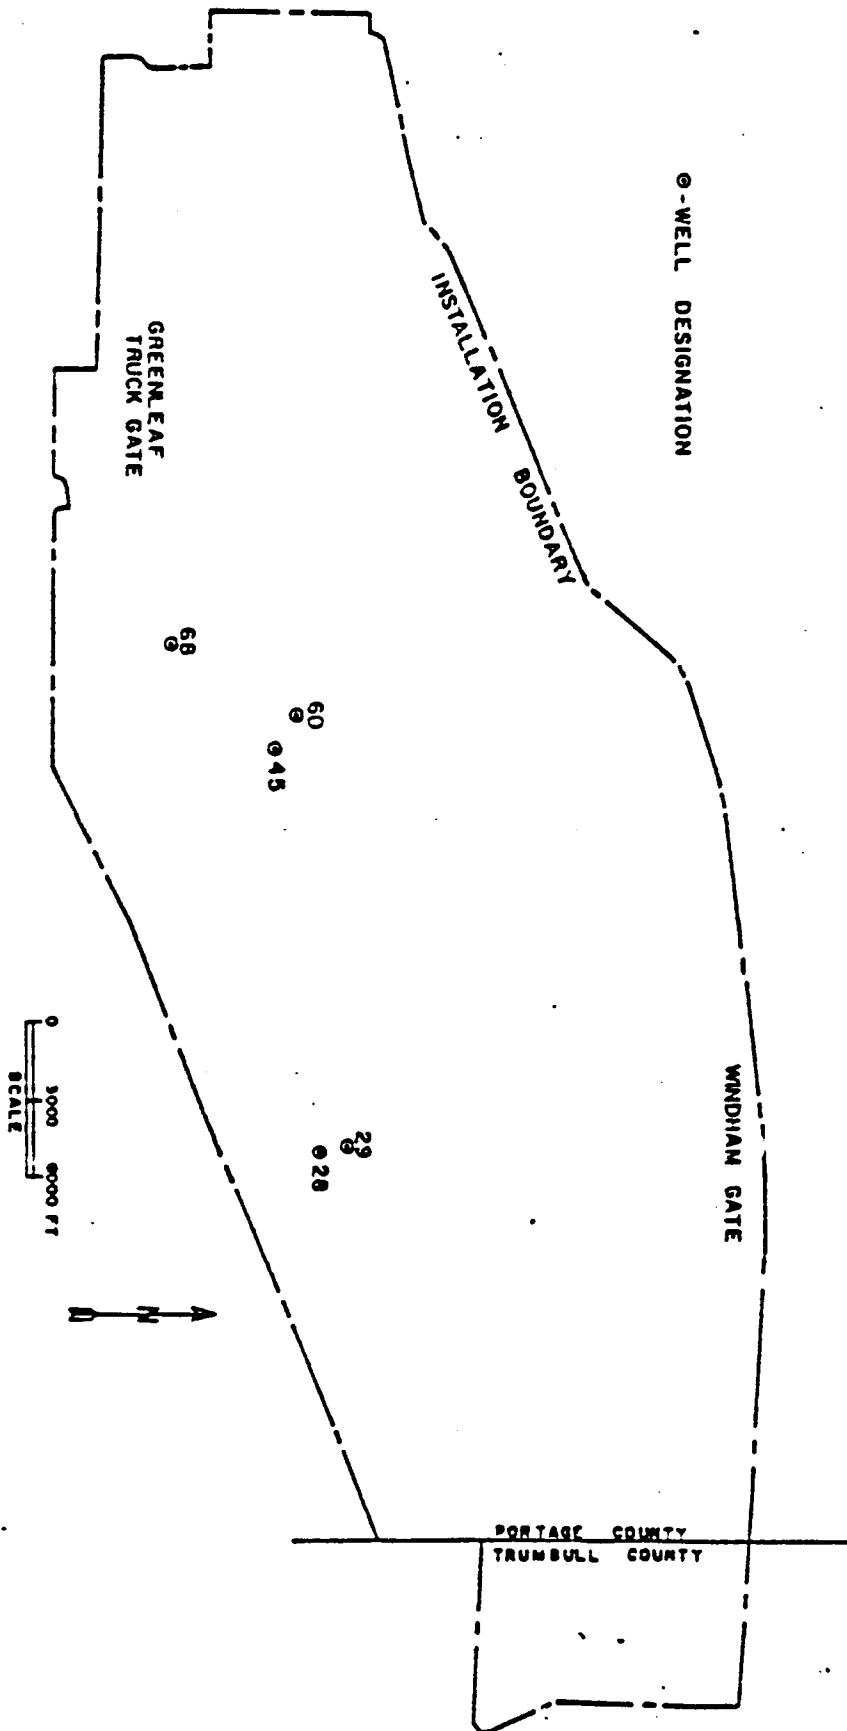 ⊙-WELL DESIGNATION
INSTALLATION BOUNDARY
WINDHAM GATE
GREENLEAF
TRUCK GATE
68
60
45
29
28
PORTAGE COUNTY
TRUMBULL COUNTY
N
0
FT
SCALE